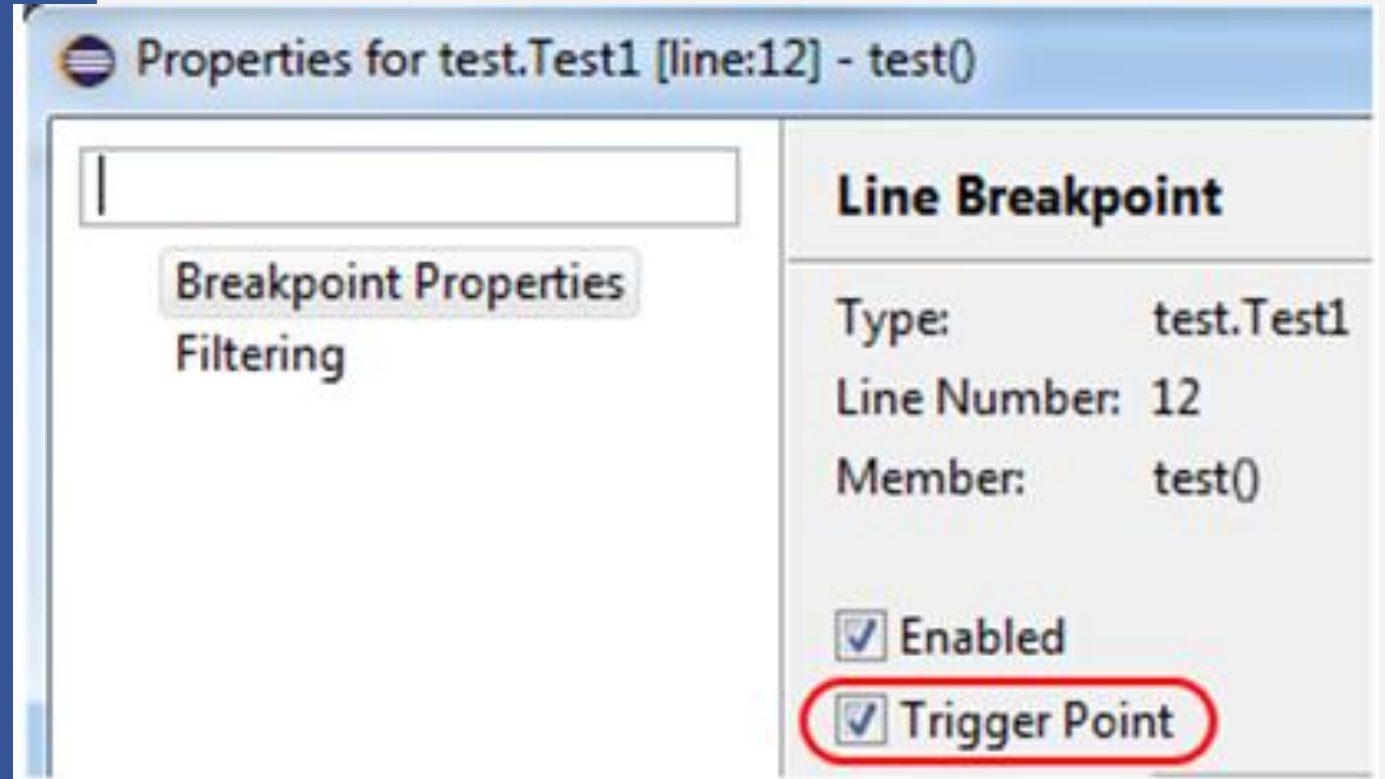 Properties for test.Test1 [line:12] - test()
Breakpoint Properties
Filtering
Line Breakpoint
Type: test.Test1
Line Number: 12
Member: test()
Enabled
Trigger Point